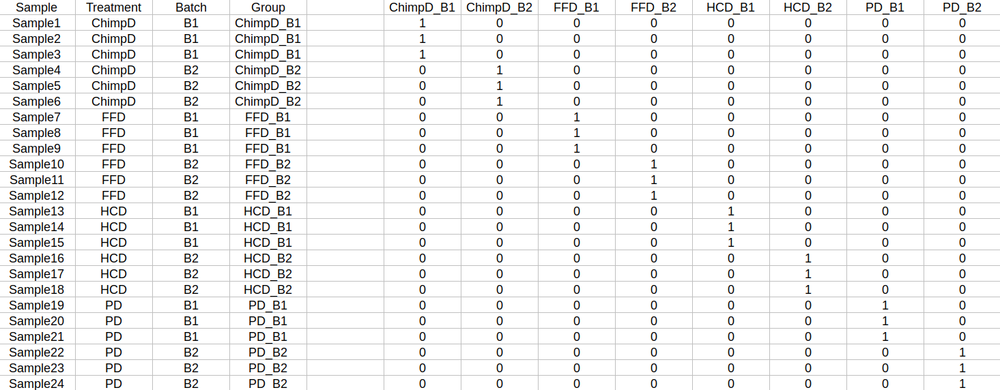 Sample Treatment Batch Group ChimpD_B1 ChimpD_B2 FFD_B1 FFD_B2 HCD_B1 HCD_B2 PD_B1 PD_B2
Sample1 ChimpD B1 ChimpD_B1 1 0 0 0 0 0 0 0
Sample2 ChimpD B1 ChimpD_B1 1 0 0 0 0 0 0 0
Sample3 ChimpD B1 ChimpD_B1 1 0 0 0 0 0 0 0
Sample4 ChimpD B2 ChimpD_B2 0 1 0 0 0 0 0 0
Sample5 ChimpD B2 ChimpD_B2 0 1 0 0 0 0 0 0
Sample6 ChimpD B2 ChimpD_B2 0 1 0 0 0 0 0 0
Sample7 FFD B1 FFD_B1 0 0 1 0 0 0 0 0
Sample8 FFD B1 FFD_B1 0 0 1 0 0 0 0 0
Sample9 FFD B1 FFD_B1 0 0 1 0 0 0 0 0
Sample10 FFD B2 FFD_B2 0 0 0 1 0 0 0 0
Sample11 FFD B2 FFD_B2 0 0 0 1 0 0 0 0
Sample12 FFD B2 FFD_B2 0 0 0 1 0 0 0 0
Sample13 HCD B1 HCD_B1 0 0 0 0 1 0 0 0
Sample14 HCD B1 HCD_B1 0 0 0 0 1 0 0 0
Sample15 HCD B1 HCD_B1 0 0 0 0 1 0 0 0
Sample16 HCD B2 HCD_B2 0 0 0 0 0 1 0 0
Sample17 HCD B2 HCD_B2 0 0 0 0 0 1 0 0
Sample18 HCD B2 HCD_B2 0 0 0 0 0 1 0 0
Sample19 PD B1 PD_B1 0 0 0 0 0 0 1 0
Sample20 PD B1 PD_B1 0 0 0 0 0 0 1 0
Sample21 PD B1 PD_B1 0 0 0 0 0 0 1 0
Sample22 PD B2 PD_B2 0 0 0 0 0 0 0 1
Sample23 PD B2 PD_B2 0 0 0 0 0 0 0 1
Sample24 PD B2 PD_B2 0 0 0 0 0 0 0 1